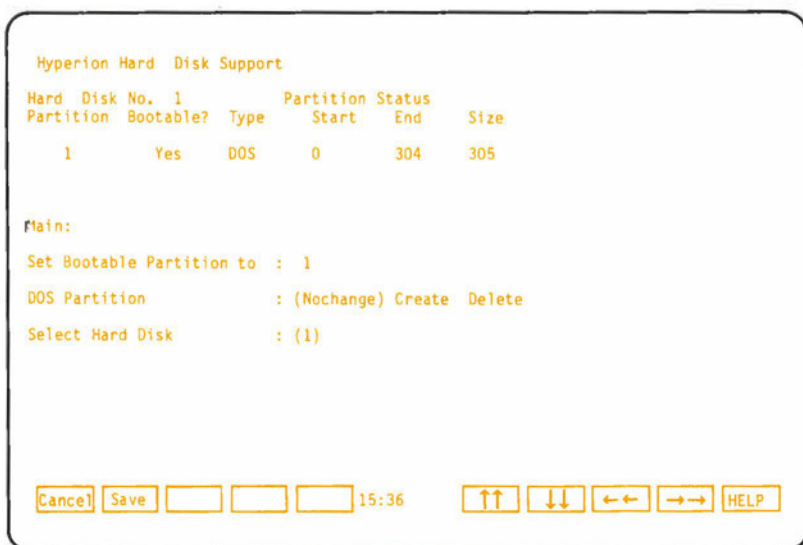 Hyperion Hard Disk Support
Hard Disk No. 1 Partition Status
Partition Bootable? Type Start End Size
1 Yes DOS 0 304 305
Main:
Set Bootable Partition to : 1
DOS Partition : (Nochange) Create Delete
Select Hard Disk : (1)
Cancel Save 15:36 ↑↑ ↓↓ ←← →→ HELP